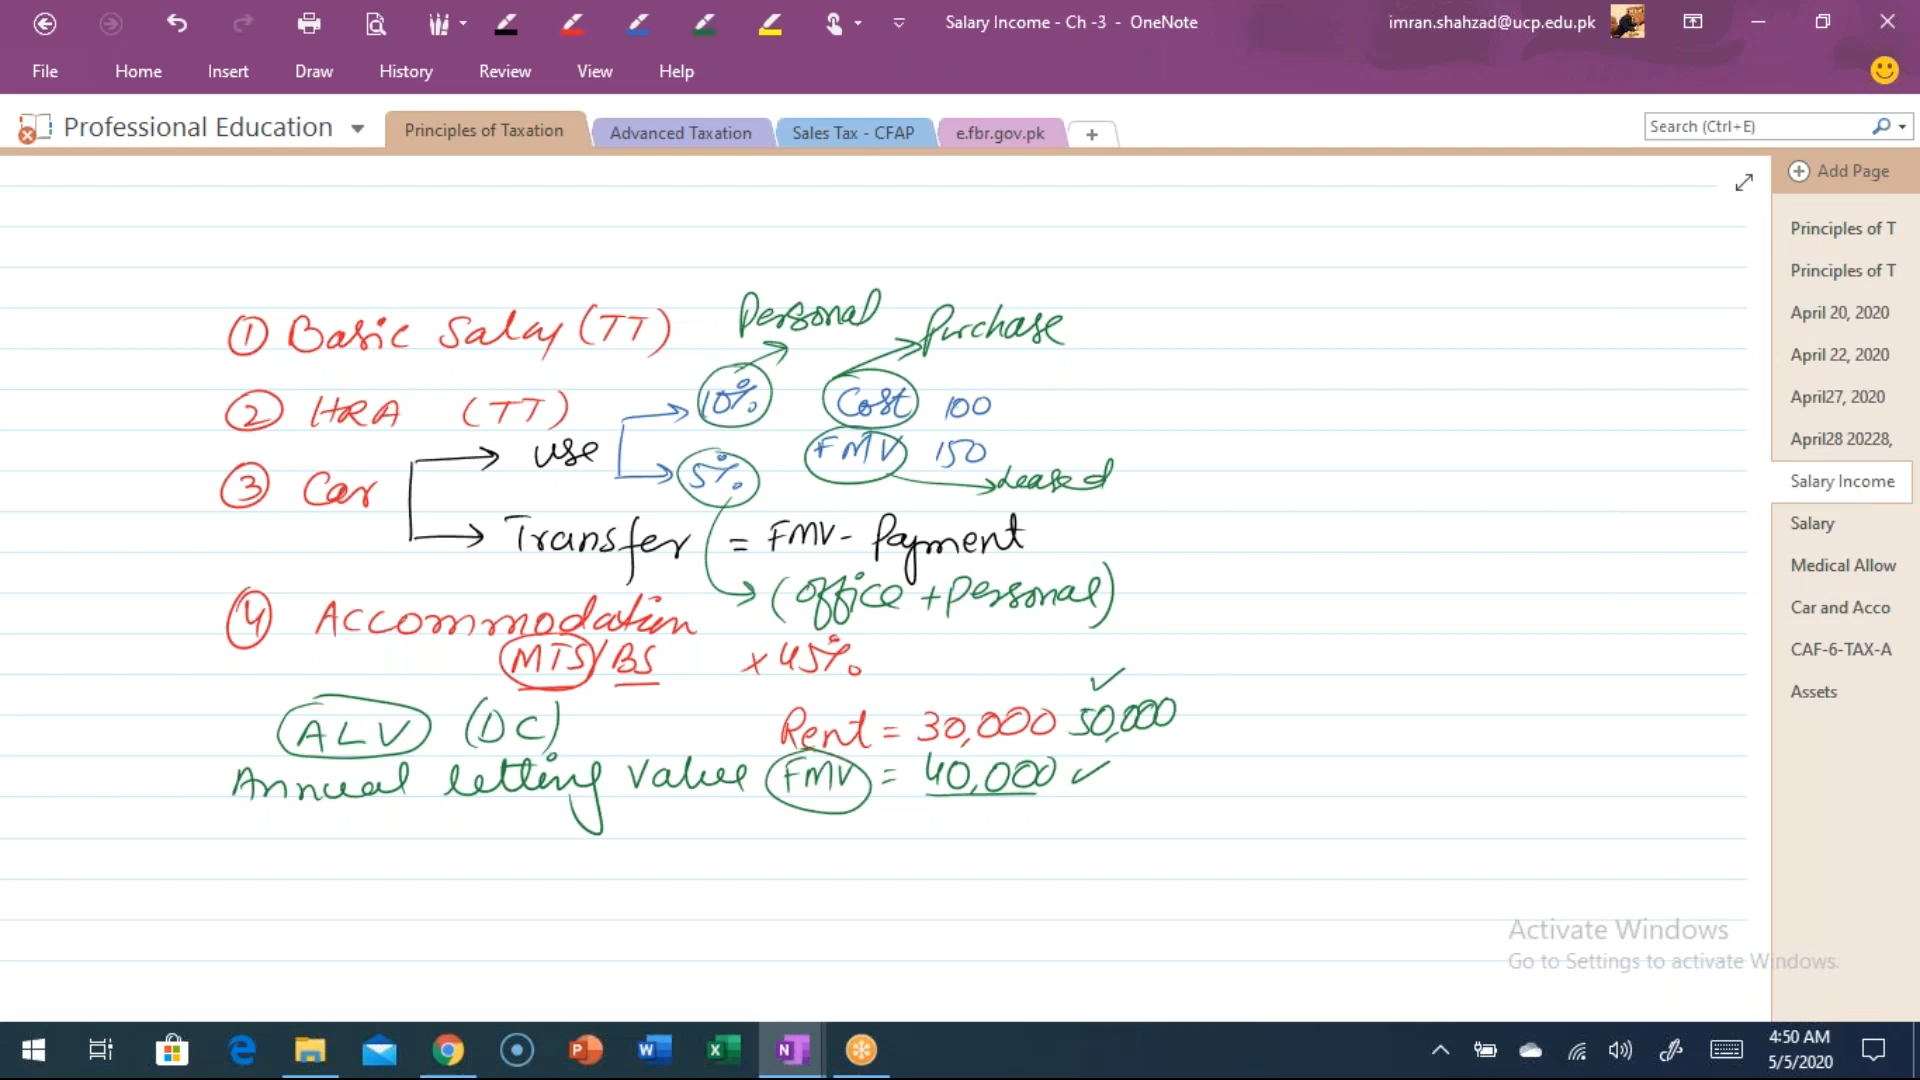 Salary Income - Ch -3 - OneNote
imran.shahzad@ucp.edu.pk
File Home Insert Draw History Review View Help
Professional Education
Principles of Taxation
Advanced Taxation
Sales Tax - CFAP
e.fbr.gov.pk
Search (Ctrl+E)
Add Page
Principles of T
Principles of T
April 20, 2020
April 22, 2020
April27, 2020
April28 20228,
Salary Income
Salary
Medical Allow
Car and Acco
CAF-6-TAX-A
Assets
Personal Purchase
① Basic Salay (TT)
10% Cost 100
② HRA (TT)
use FMV 150
③ Car 5% Leased
Transfer = FMV - Payment
(office + Personal)
④ Accommodation
MTS/BS x 45%
ALV (DC) Rent = 30,000 50,000
Annual letting Value FMV = 40,000
Activate Windows
Go to Settings to activate Windows.
4:50 AM
5/5/2020